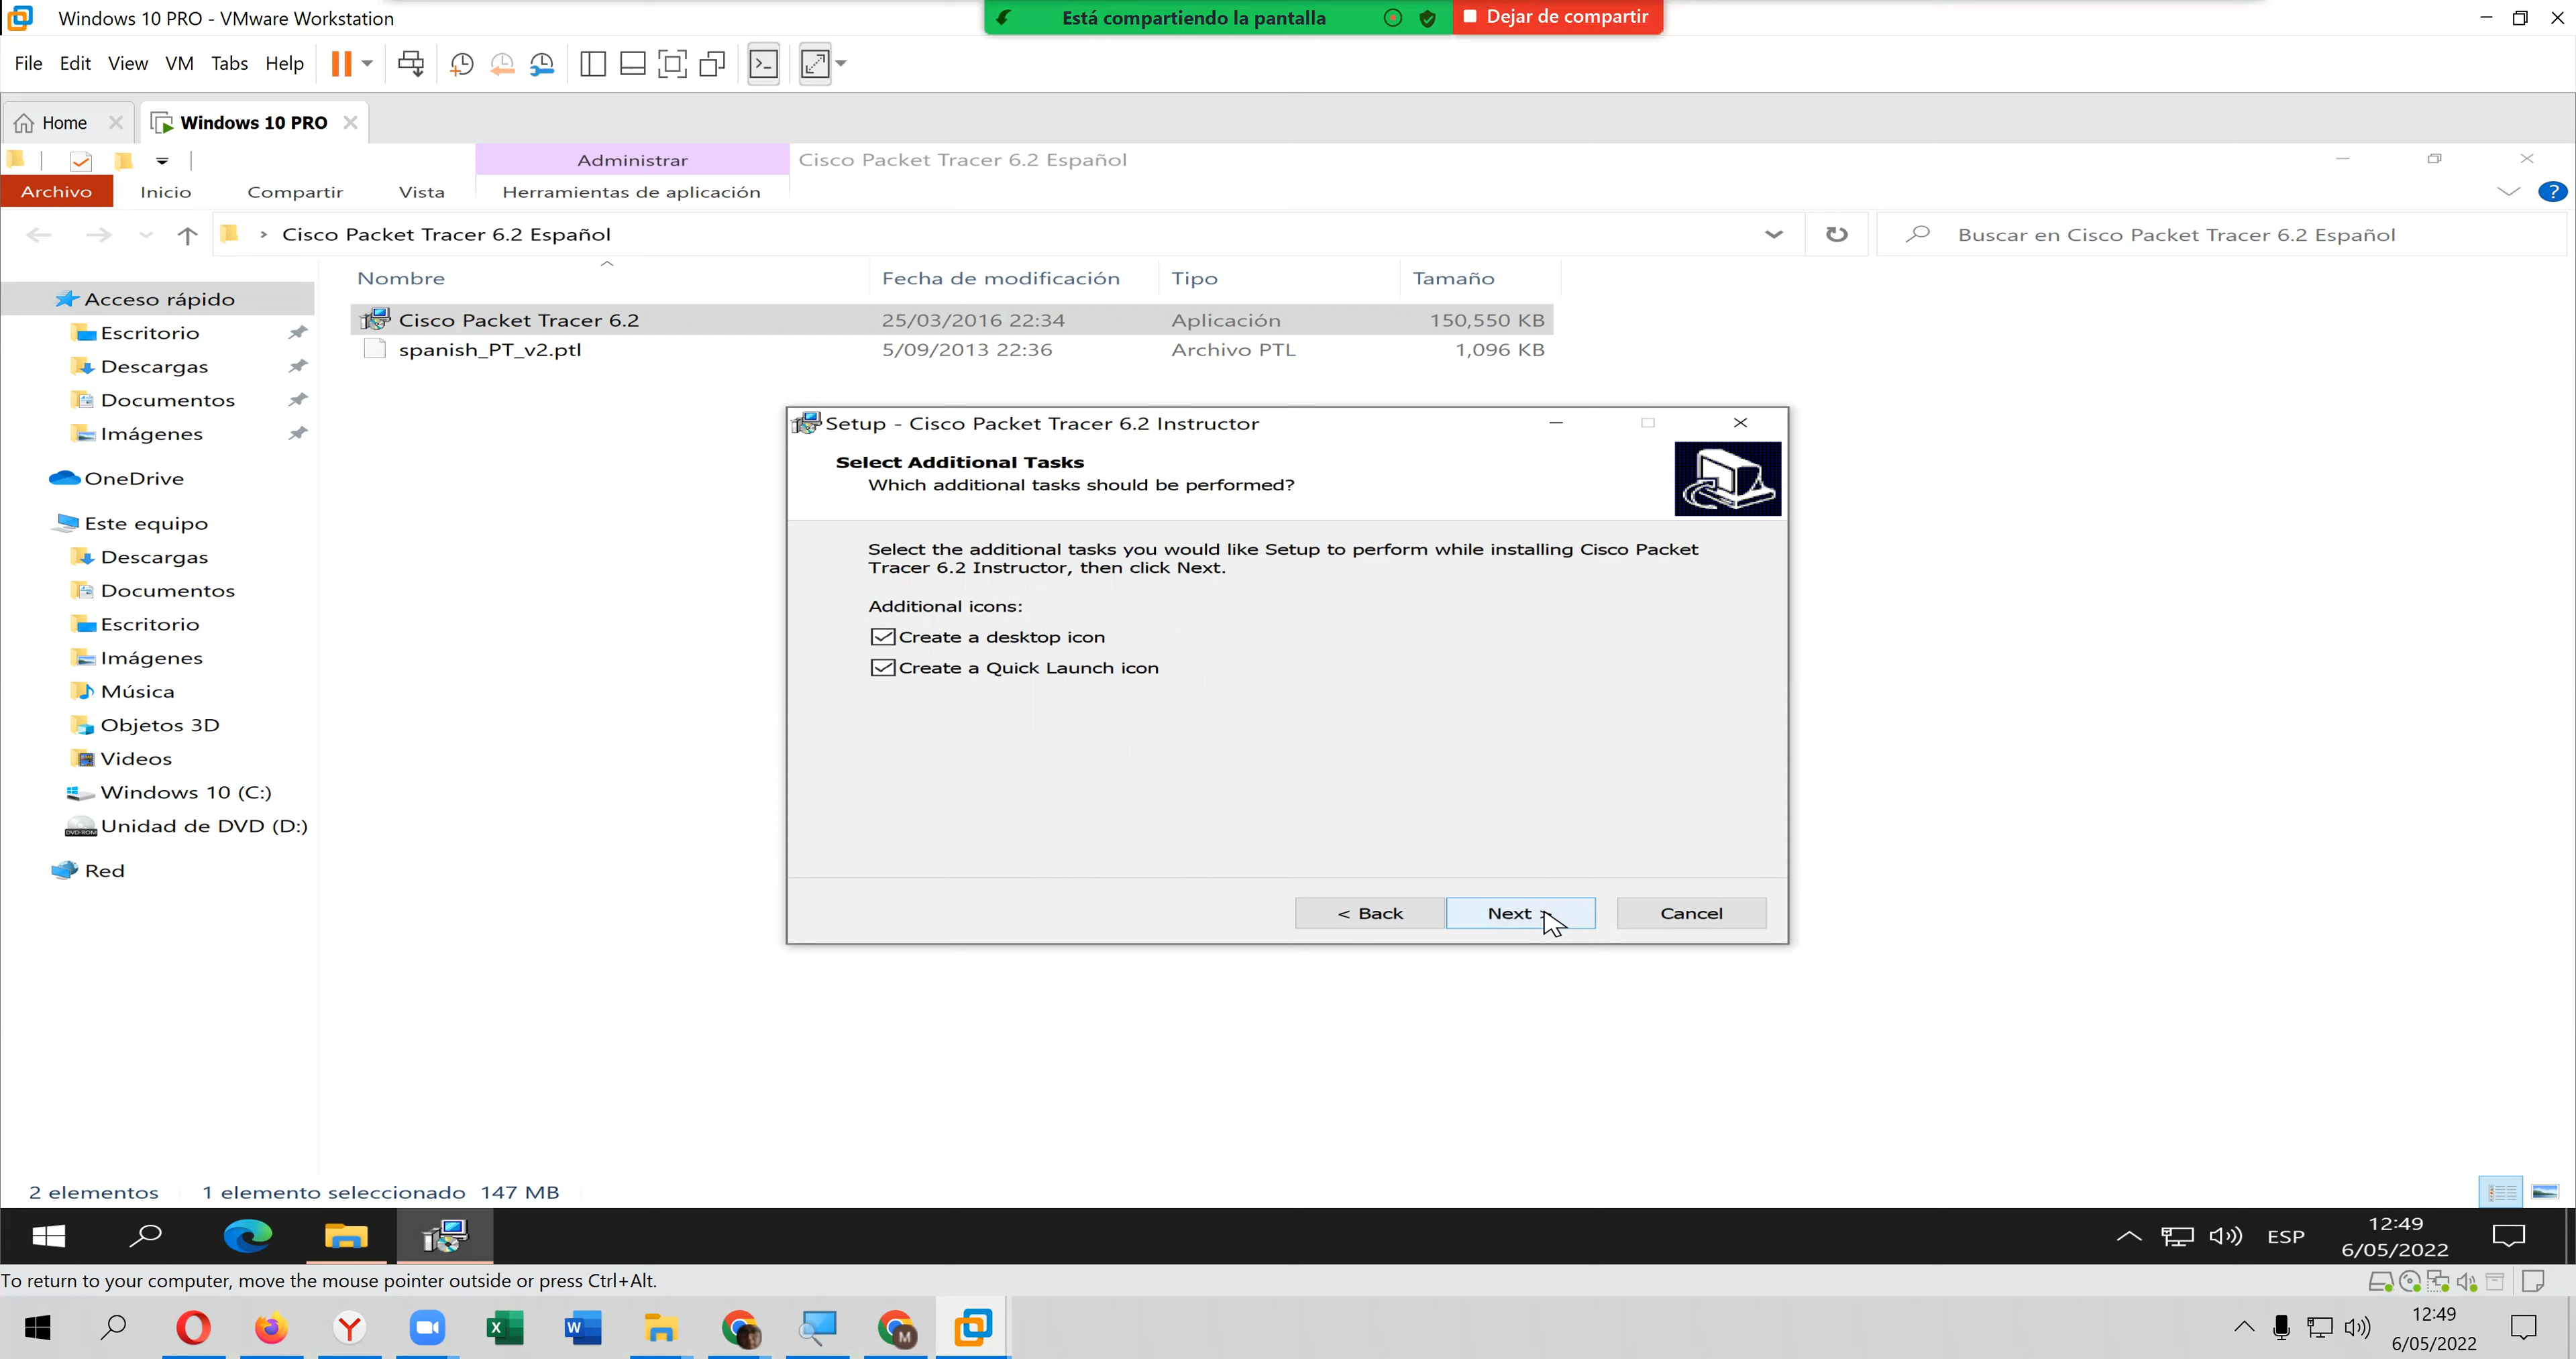 Windows 10 PRO - VMware Workstation
Está compartiendo la pantalla
Dejar de compartir
File Edit View VM Tabs Help
Home
Windows 10 PRO
Administrar
Cisco Packet Tracer 6.2 Español
Archivo Inicio Compartir Vista Herramientas de aplicación
?
Cisco Packet Tracer 6.2 Español
Buscar en Cisco Packet Tracer 6.2 Español
Nombre Fecha de modificación Tipo Tamaño
Cisco Packet Tracer 6.2 25/03/2016 22:34 Aplicación 150,550 KB
spanish_PT_v2.ptl 5/09/2013 22:36 Archivo PTL 1,096 KB
Acceso rápido
Escritorio
Descargas
Documentos
Imágenes
OneDrive
Este equipo
Descargas
Documentos
Escritorio
Imágenes
Música
Objetos 3D
Videos
Windows 10 (C:)
Unidad de DVD (D:)
Red
Setup - Cisco Packet Tracer 6.2 Instructor
Select Additional Tasks
Which additional tasks should be performed?
Select the additional tasks you would like Setup to perform while installing Cisco Packet
Tracer 6.2 Instructor, then click Next.
Additional icons:
Create a desktop icon
Create a Quick Launch icon
< Back
Next >
Cancel
2 elementos 1 elemento seleccionado 147 MB
ESP
12:49
6/05/2022
To return to your computer, move the mouse pointer outside or press Ctrl+Alt.
12:49
6/05/2022